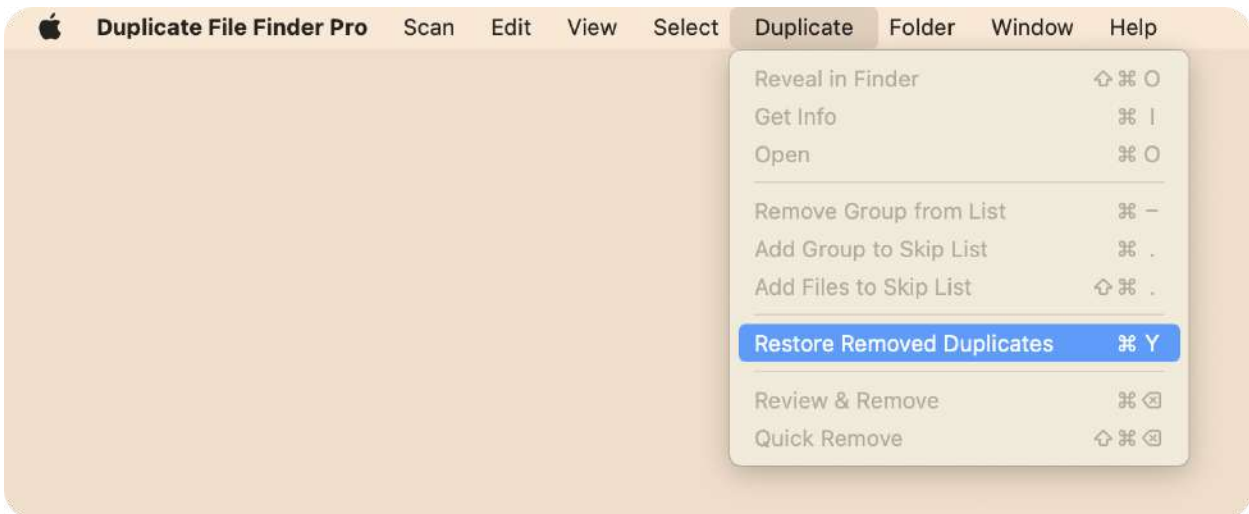 Duplicate File Finder Pro Scan Edit View Select Duplicate Folder Window Help
Reveal in Finder ⇧⌘O
Get Info ⌘I
Open ⌘O
Remove Group from List ⌘−
Add Group to Skip List ⌘.
Add Files to Skip List ⇧⌘.
Restore Removed Duplicates ⌘Y
Review & Remove ⌘⌫
Quick Remove ⇧⌘⌫